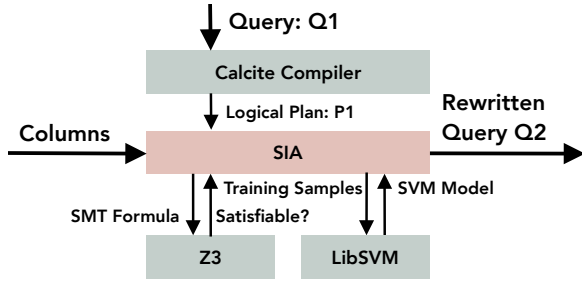 Query: Q1
Calcite Compiler
Logical Plan: P1
Columns
Rewritten
Query Q2
SIA
Training Samples
SVM Model
SMT Formula
Satisfiable?
Z3
LibSVM